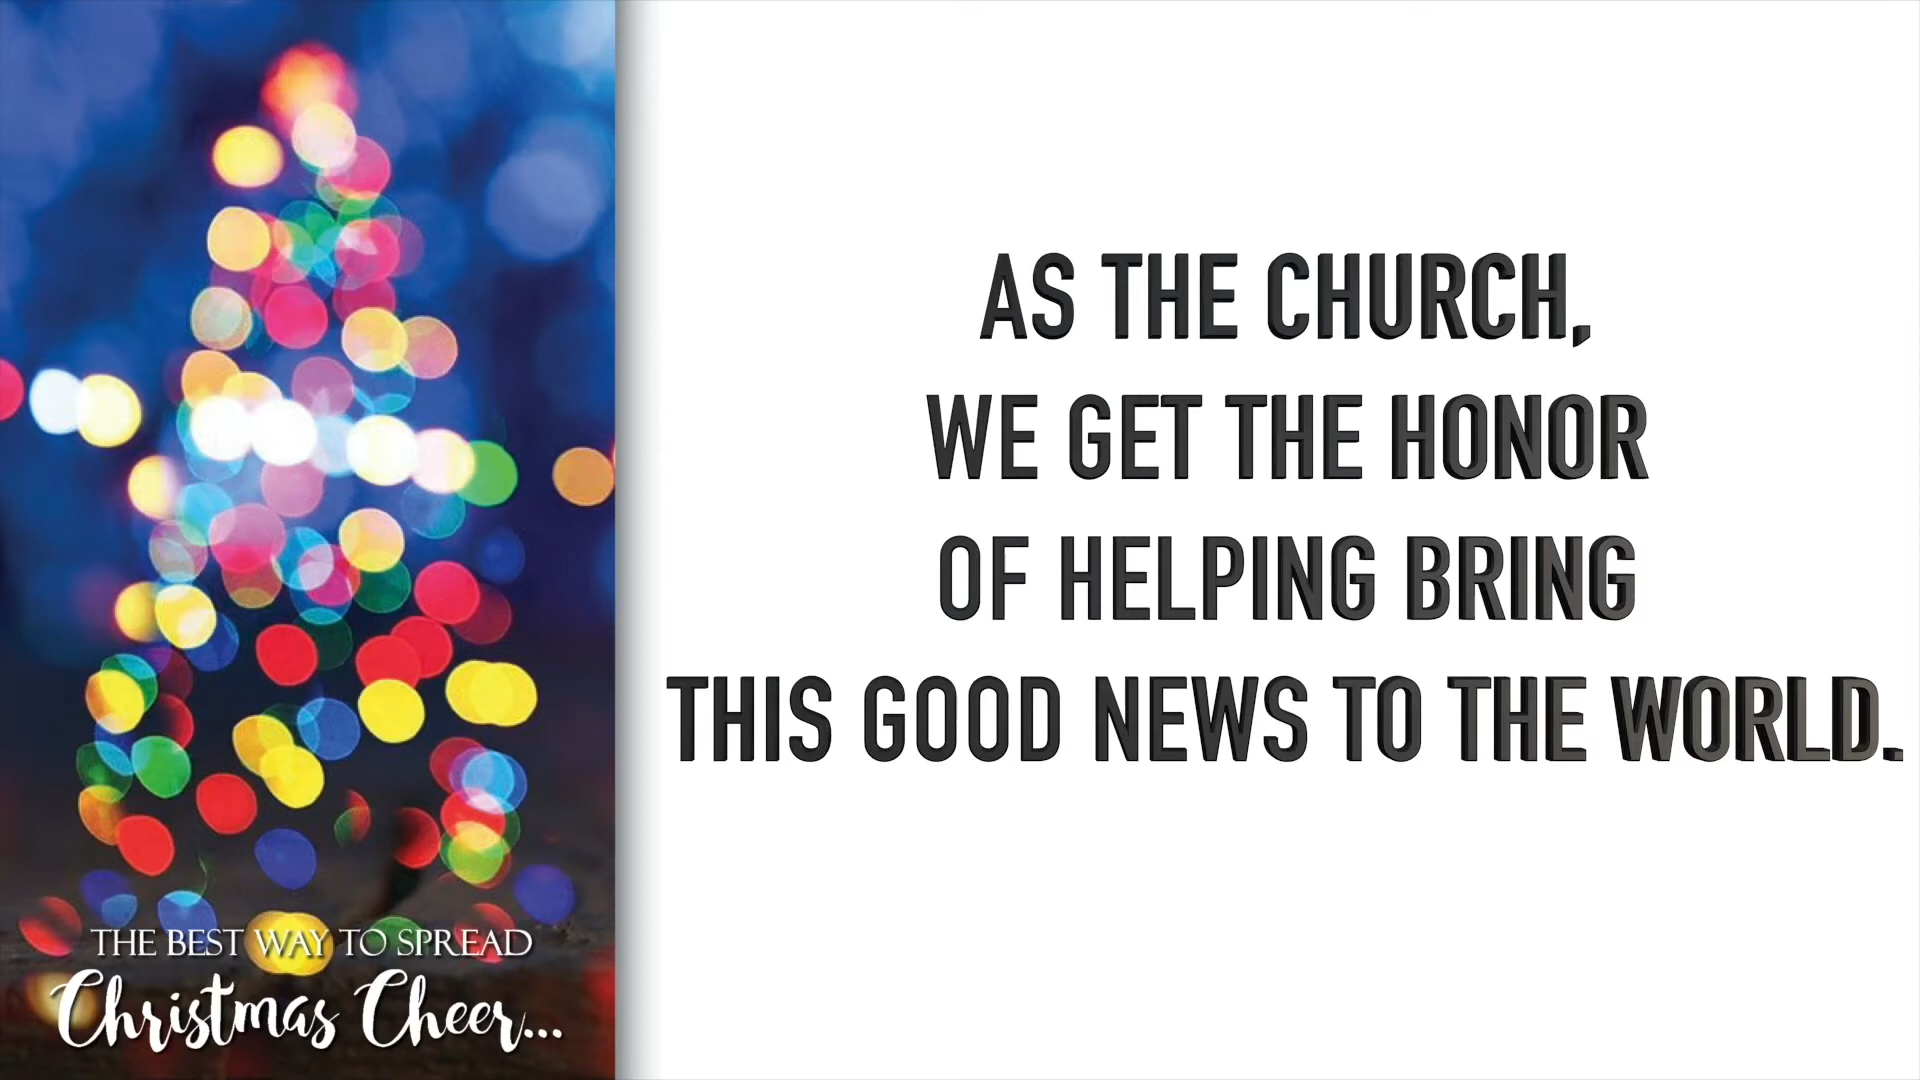 THE BEST WAY TO SPREAD
Christmas Cheer...
AS THE CHURCH,
WE GET THE HONOR
OF HELPING BRING
THIS GOOD NEWS TO THE WORLD.